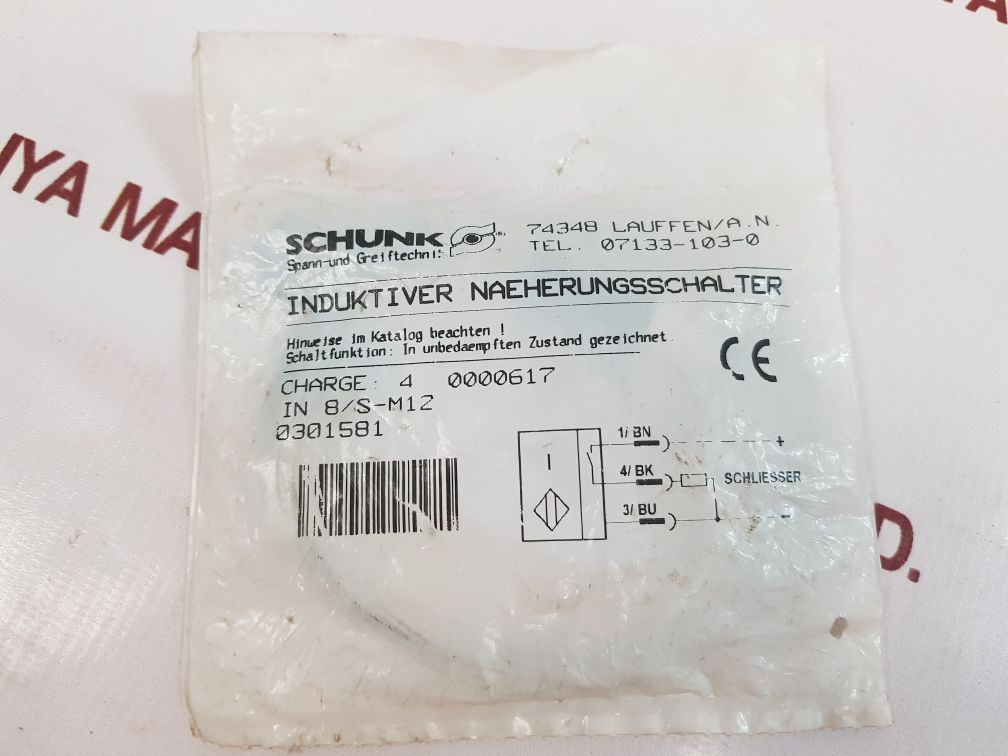 IYA MA
D.
SCHUNK
Spann-und Greiftechnik
74348 LAUFFEN/A.N.
TEL. 07133-103-0
INDUKTIVER NAEHERUNGSSCHALTER
Hinweise im Katalog beachten !
Schaltfunktion: In unbedaempften Zustand gezeichnet.
CE
CHARGE: 4 0000617
IN 8/S-M12
0301581
I
1/ BN +
4/ BK SCHLIESSER
3/ BU -